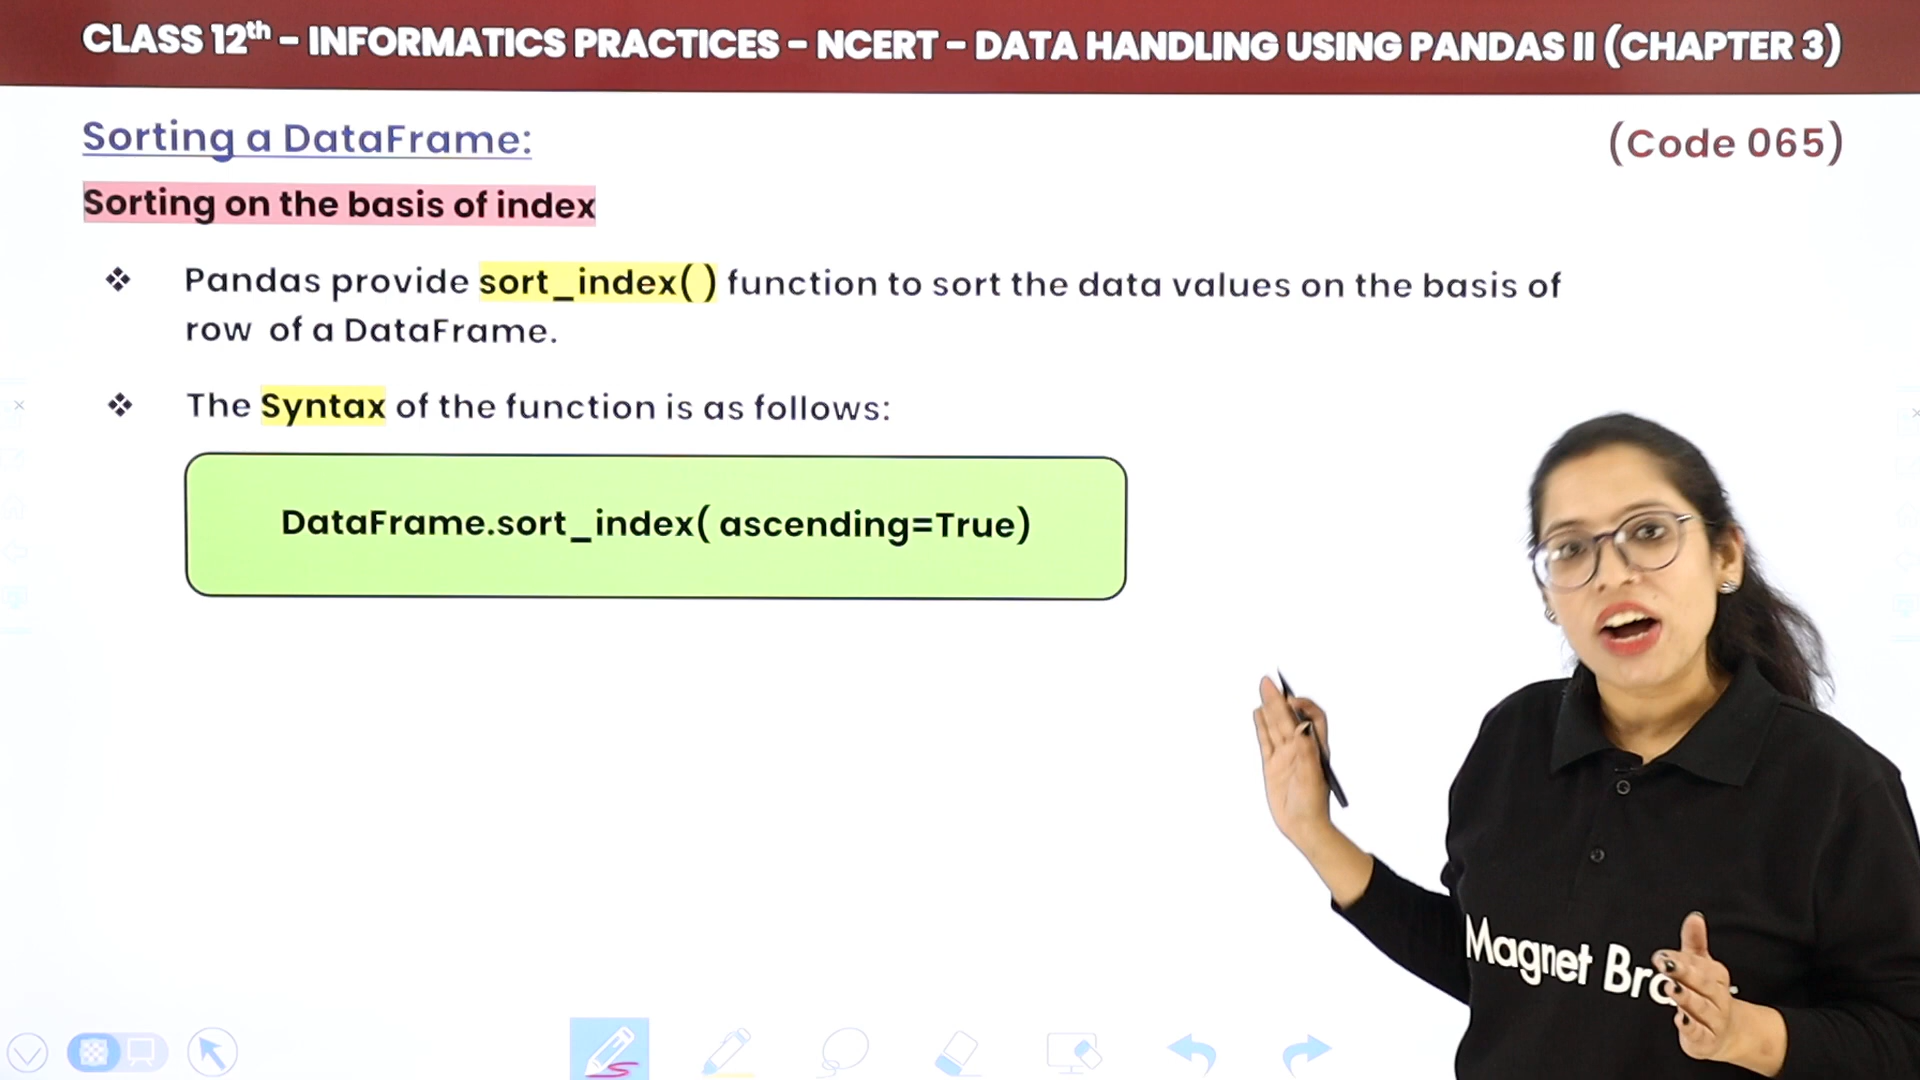 CLASS 12th - INFORMATICS PRACTICES - NCERT - DATA HANDLING USING PANDAS II (CHAPTER 3)
Sorting a DataFrame:
(Code 065)
Sorting on the basis of index
❖ Pandas provide sort_index( ) function to sort the data values on the basis of
row of a DataFrame.
❖ The Syntax of the function is as follows:
DataFrame.sort_index( ascending=True)
Magnet